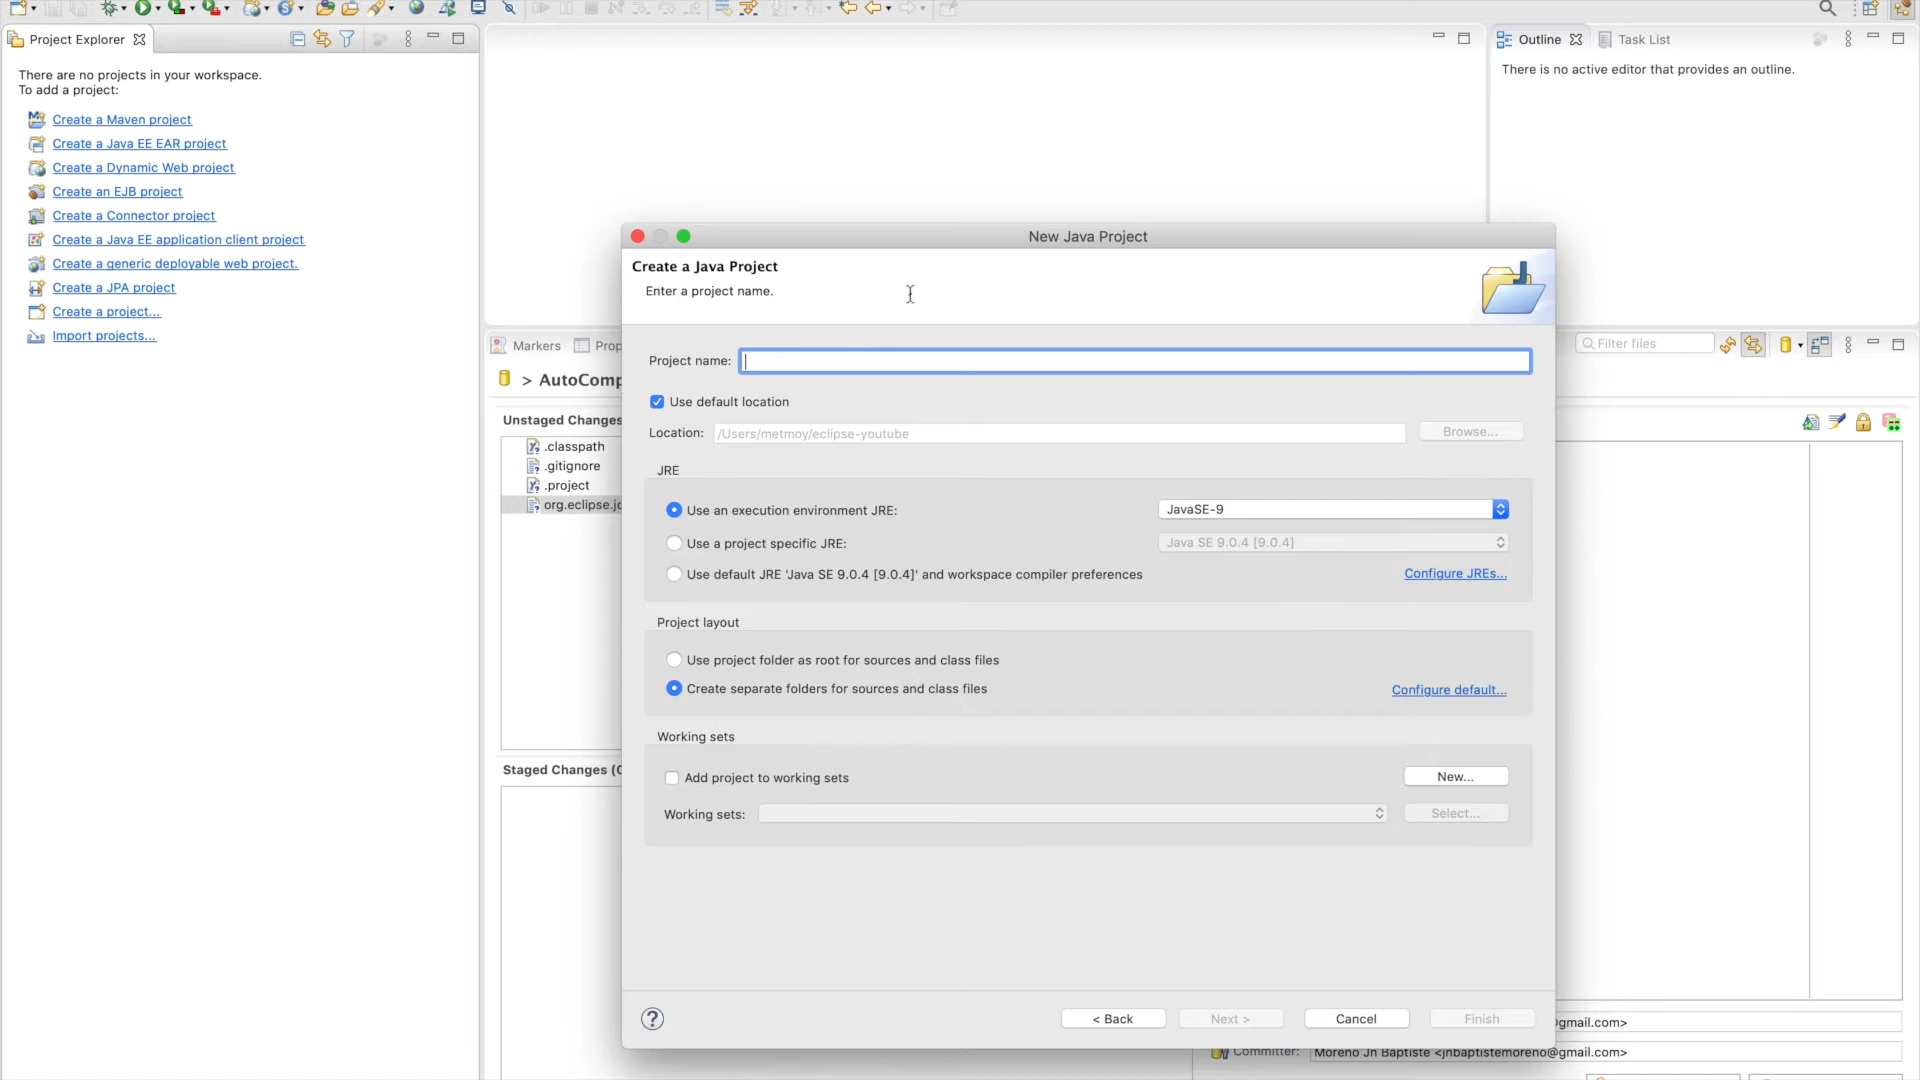 Project Explorer
There are no projects in your workspace.
To add a project:
Create a Maven project
Create a Java EE EAR project
Create a Dynamic Web project
Create an EJB project
Create a Connector project
Create a Java EE application client project
Create a generic deployable web project.
Create a JPA project
Create a project...
Import projects...
Outline
Task List
There is no active editor that provides an outline.
Markers
Prop
> AutoComp
Filter files
Unstaged Changes
.classpath
.gitignore
.project
org.eclipse.jd
Staged Changes (0
New Java Project
Create a Java Project
Enter a project name.
Project name:
Use default location
Location: /Users/metmoy/eclipse-youtube Browse...
JRE
Use an execution environment JRE: JavaSE-9
Use a project specific JRE: Java SE 9.0.4 [9.0.4]
Use default JRE 'Java SE 9.0.4 [9.0.4]' and workspace compiler preferences Configure JREs...
Project layout
Use project folder as root for sources and class files
Create separate folders for sources and class files Configure default...
Working sets
Add project to working sets New...
Working sets: Select...
? < Back Next > Cancel Finish
@gmail.com>
Committer: Moreno Jn Baptiste <jnbaptistemoreno@gmail.com>